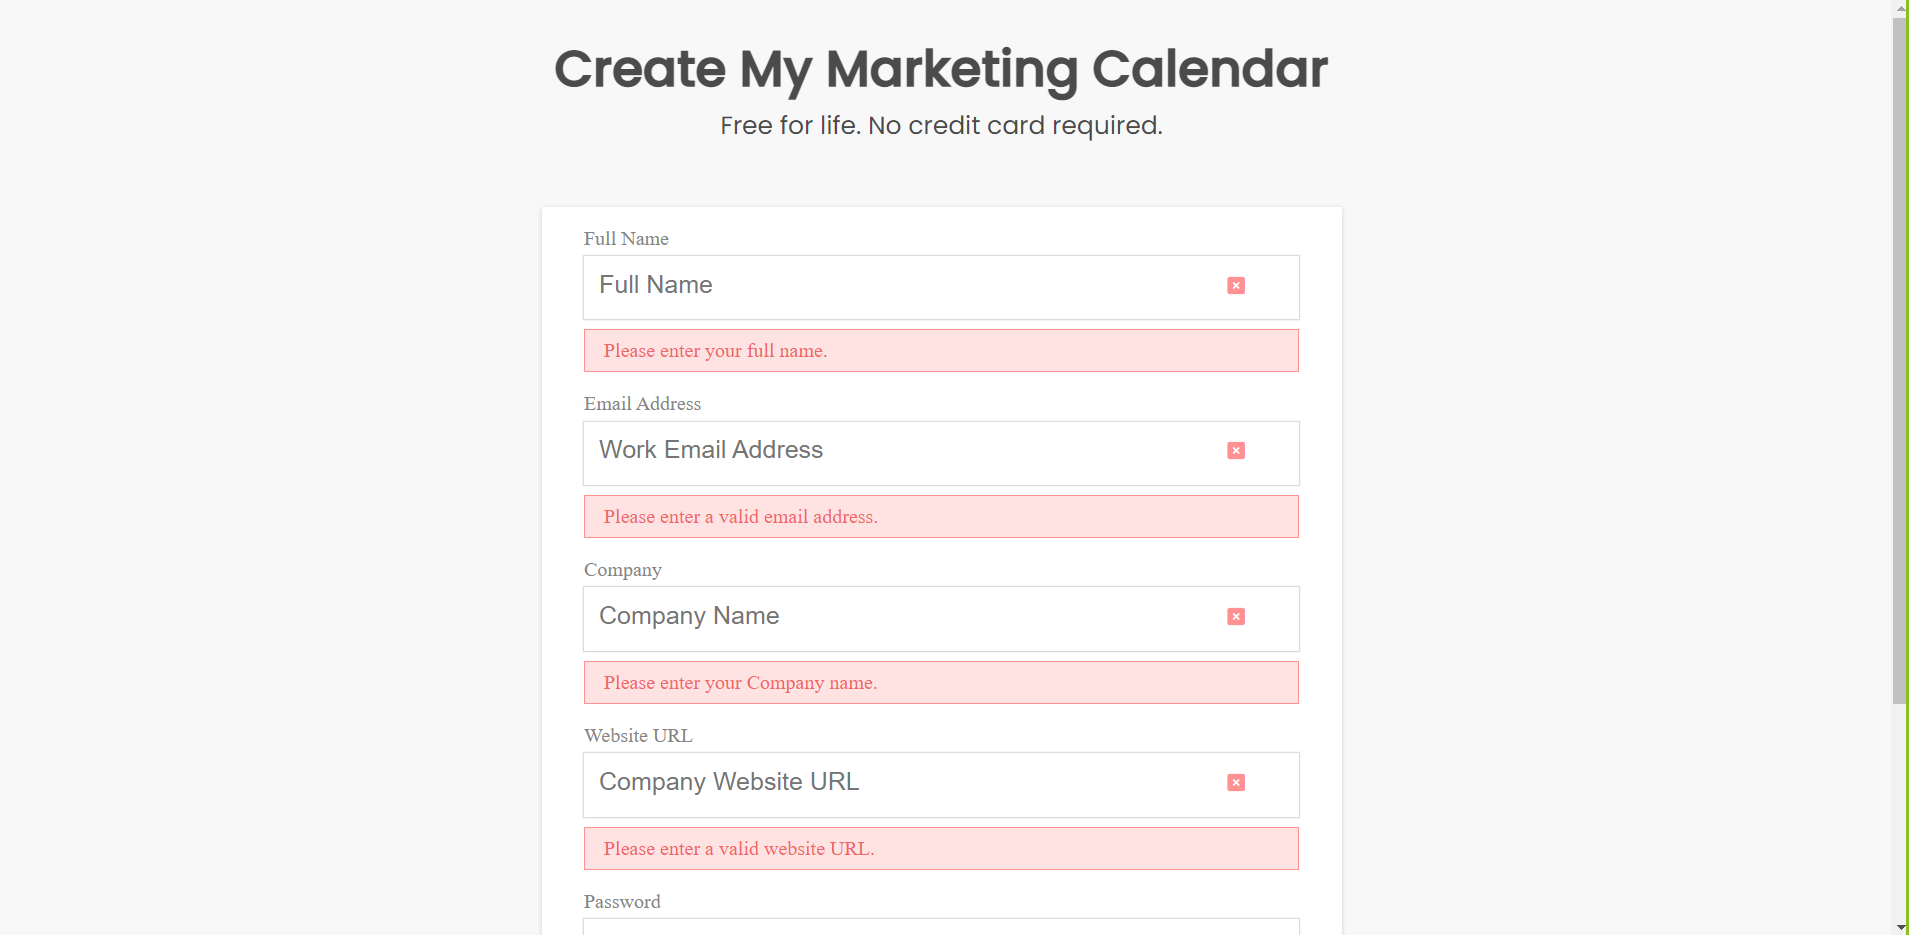 Create My Marketing Calendar
Free for life. No credit card required.
Full Name
Full Name
Please enter your full name.
Email Address
Work Email Address
Please enter a valid email address.
Company
Company Name
Please enter your Company name.
Website URL
Company Website URL
Please enter a valid website URL.
Password